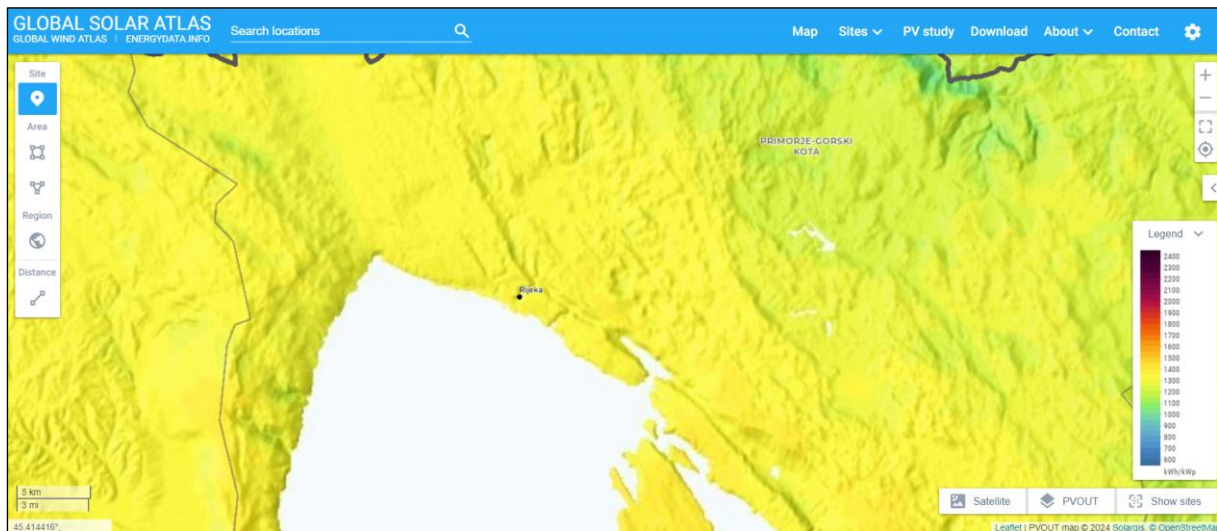 GLOBAL SOLAR ATLAS
GLOBAL WIND ATLAS | ENERGYDATA.INFO
Search locations
Map Sites PV study Download About Contact
Site
Area
Region
Distance
PRIMORJE-GORSKI
KOTA
Rijeka
Legend
2400
2300
2200
2100
2000
1900
1800
1700
1600
1500
1400
1300
1200
1100
1000
900
800
700
600
kWh/kWp
5 km
3 mi
Satellite PVOUT Show sites
45.414416°,
Leaflet | PVOUT map © 2024 Solargis, © OpenStreetMap